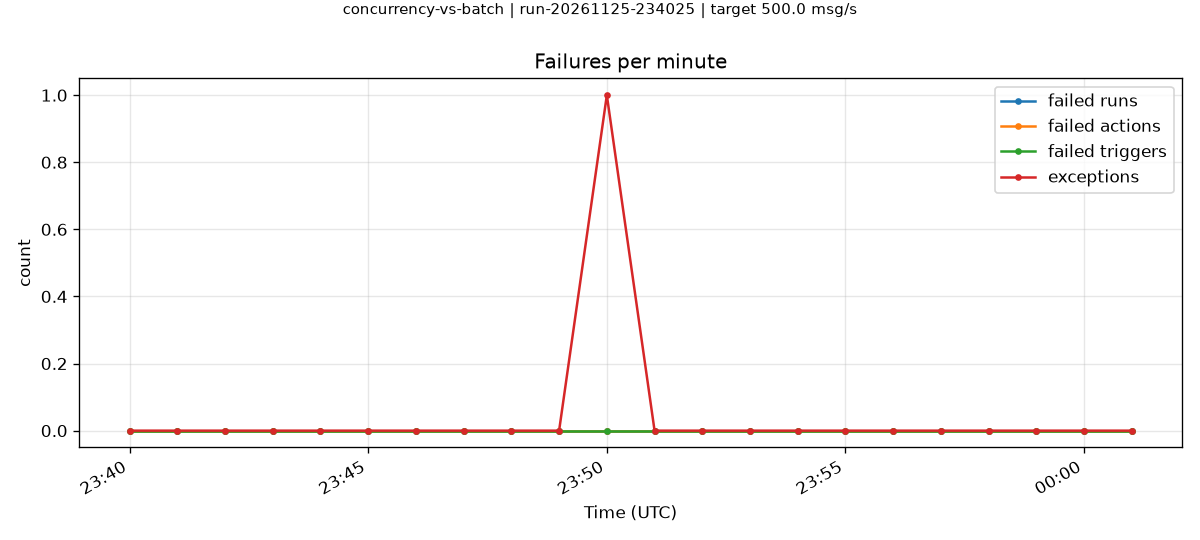 concurrency-vs-batch | run-20261125-234025 | target 500.0 msg/s
Failures per minute
failed runs
failed actions
failed triggers
exceptions
count
1.0
0.8
0.6
0.4
0.2
0.0
23:40
23:45
23:50
23:55
00:00
Time (UTC)